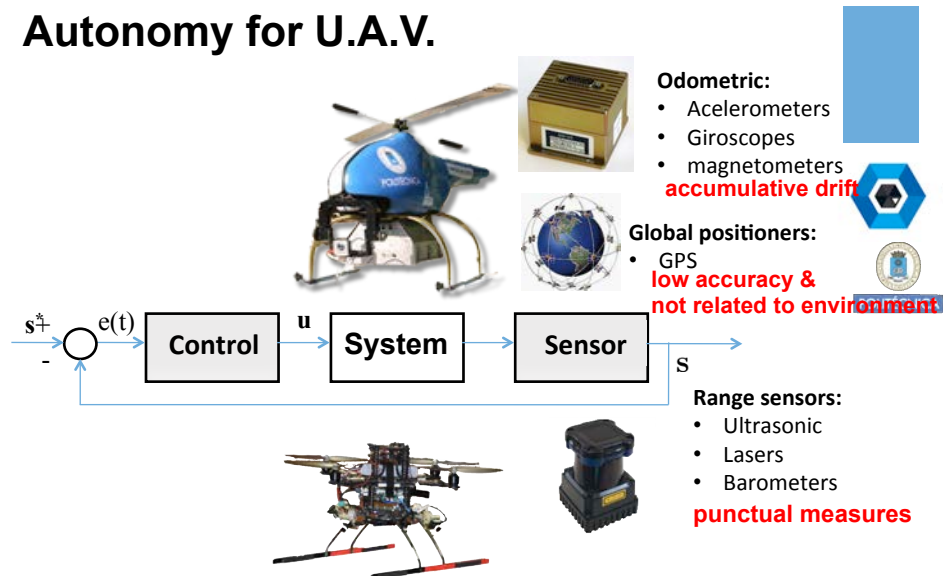 Autonomy for U.A.V.
Odometric:
• Acelerometers
• Giroscopes
• magnetometers
accumulative drift
POLITECNICA
Global positioners:
• GPS
low accuracy &
not related to environment
s*
+
-
e(t)
Control
u
System
Sensor
s
Range sensors:
• Ultrasonic
• Lasers
• Barometers
punctual measures